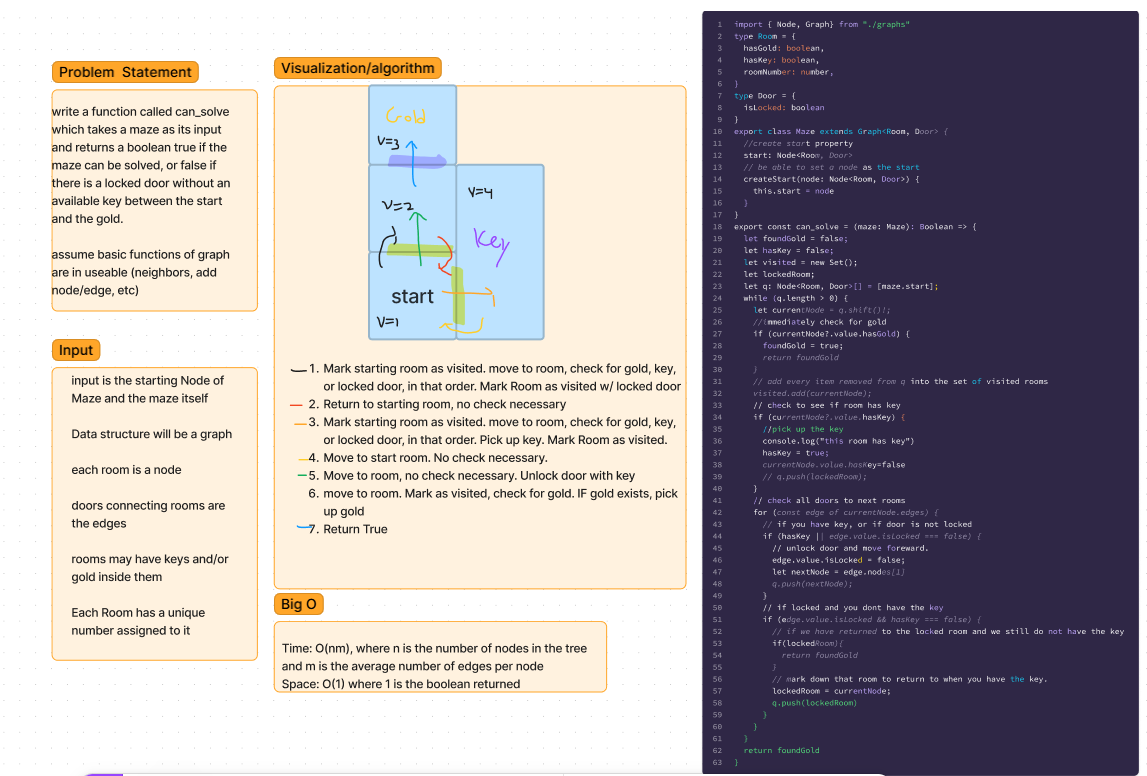 Problem Statement
write a function called can_solve
which takes a maze as its input
and returns a boolean true if the
maze can be solved, or false if
there is a locked door without an
available key between the start
and the gold.
assume basic functions of graph
are in useable (neighbors, add
node/edge, etc)
Input
input is the starting Node of
Maze and the maze itself
Data structure will be a graph
each room is a node
doors connecting rooms are
the edges
rooms may have keys and/or
gold inside them
Each Room has a unique
number assigned to it
Visualization/algorithm
Gold
V=3
V=2
V=4
Key
start
V=1
1. Mark starting room as visited. move to room, check for gold, key,
or locked door, in that order. Mark Room as visited w/ locked door
2. Return to starting room, no check necessary
3. Mark starting room as visited. move to room, check for gold, key,
or locked door, in that order. Pick up key. Mark Room as visited.
4. Move to start room. No check necessary.
5. Move to room, no check necessary. Unlock door with key
6. move to room. Mark as visited, check for gold. IF gold exists, pick
up gold
7. Return True
Big O
Time: O(nm), where n is the number of nodes in the tree
and m is the average number of edges per node
Space: O(1) where 1 is the boolean returned
1 import { Node, Graph} from "./graphs"
2 type Room = {
3 hasGold: boolean,
4 hasKey: boolean,
5 roomNumber: number,
6 }
7 type Door = {
8 isLocked: boolean
9 }
10 export class Maze extends Graph<Room, Door> {
11 //create start property
12 start: Node<Room, Door>
13 // be able to set a node as the start
14 createStart(node: Node<Room, Door>) {
15 this.start = node
16 }
17 }
18 export const can_solve = (maze: Maze): Boolean => {
19 let foundGold = false;
20 let hasKey = false;
21 let visited = new Set();
22 let lockedRoom;
23 let q: Node<Room, Door>[] = [maze.start];
24 while (q.length > 0) {
25 let currentNode = q.shift()!;
26 //immediately check for gold
27 if (currentNode?.value.hasGold) {
28 foundGold = true;
29 return foundGold
30 }
31 // add every item removed from q into the set of visited rooms
32 visited.add(currentNode);
33 // check to see if room has key
34 if (currentNode?.value.hasKey) {
35 //pick up the key
36 console.log("this room has key")
37 hasKey = true;
38 currentNode.value.hasKey=false
39 // q.push(lockedRoom);
40 }
41 // check all doors to next rooms
42 for (const edge of currentNode.edges) {
43 // if you have key, or if door is not locked
44 if (hasKey || edge.value.isLocked === false) {
45 // unlock door and move foreward.
46 edge.value.isLocked = false;
47 let nextNode = edge.nodes[1]
48 q.push(nextNode);
49 }
50 // if locked and you dont have the key
51 if (edge.value.isLocked && hasKey === false) {
52 // if we have returned to the locked room and we still do not have the key
53 if(lockedRoom){
54 return foundGold
55 }
56 // mark down that room to return to when you have the key.
57 lockedRoom = currentNode;
58 q.push(lockedRoom)
59 }
60 }
61 }
62 return foundGold
63 }